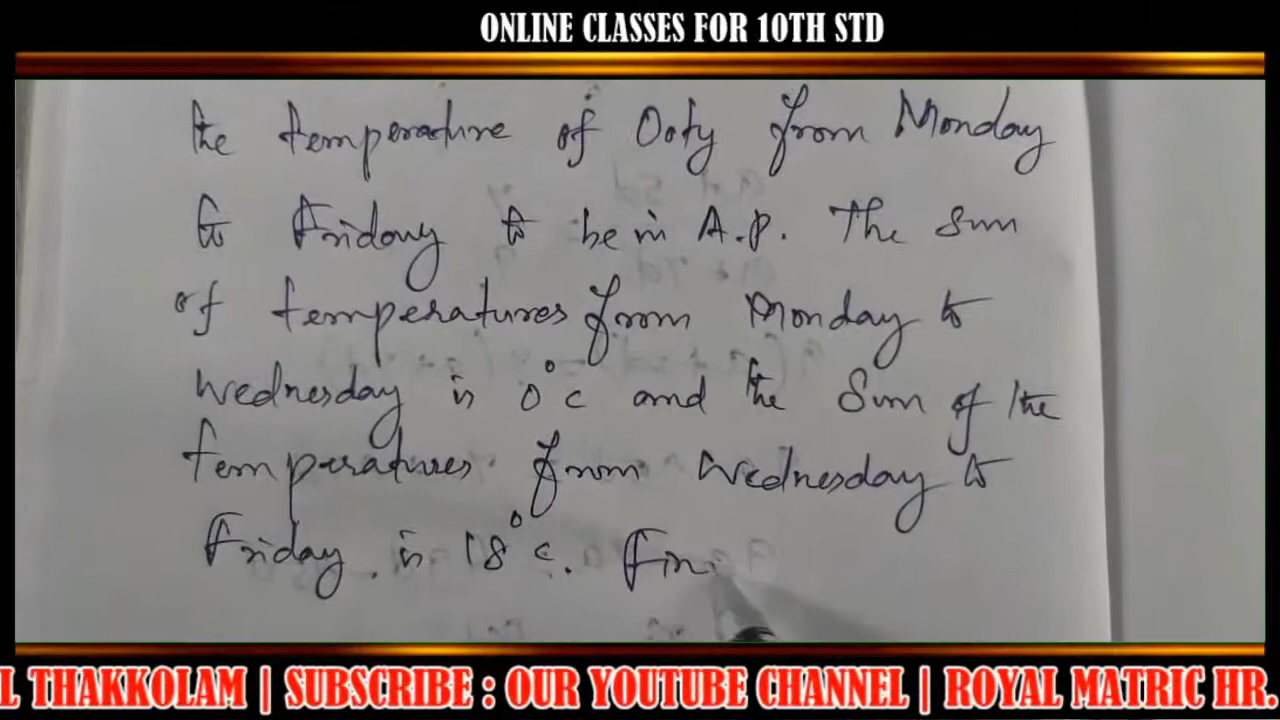 ONLINE CLASSES FOR 10TH STD
the temperature of Ooty from Monday
to Friday to be in A.P. The Sum
of temperatures from Monday to
Wednesday is 0°C and the Sum of the
temperatures from Wednesday to
Friday is 18°C. Fin
L THAKKOLAM | SUBSCRIBE : OUR YOUTUBE CHANNEL | ROYAL MATRIC HR.